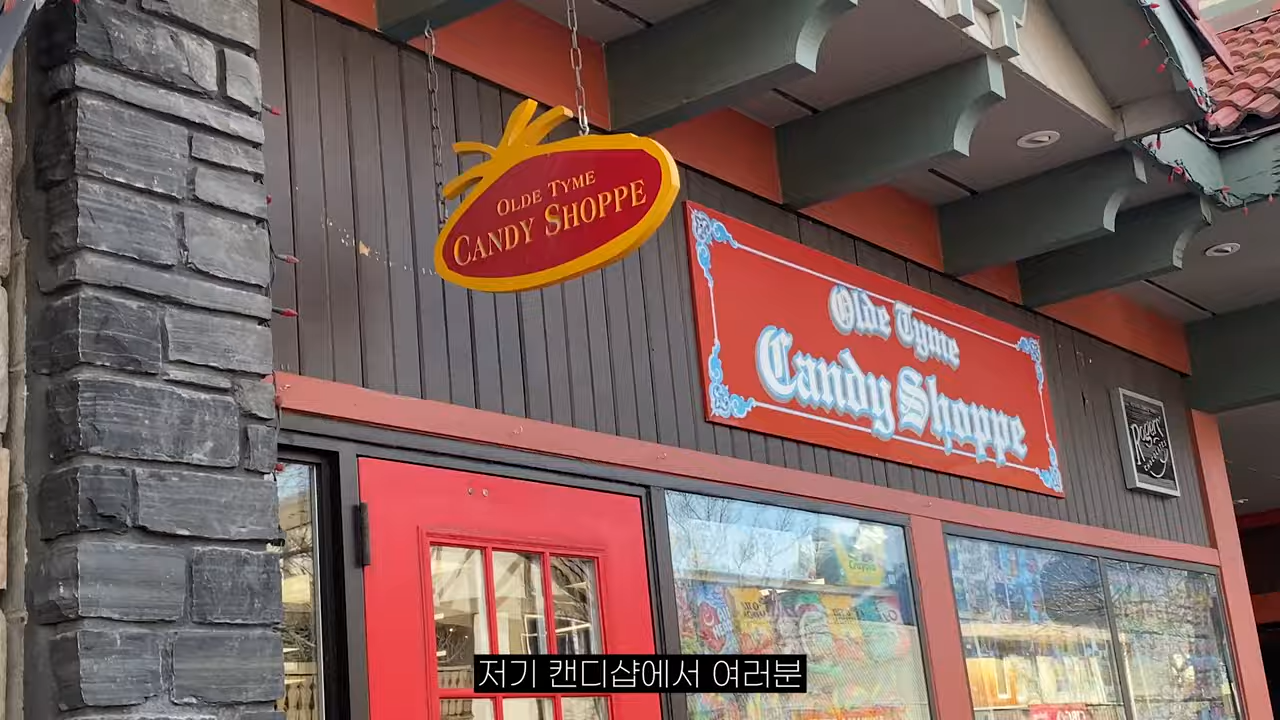 OLDE TYME
CANDY SHOPPE
Olde Tyme
Candy Shoppe
Rogers'
Crayola
저기 캔디샵에서 여러분